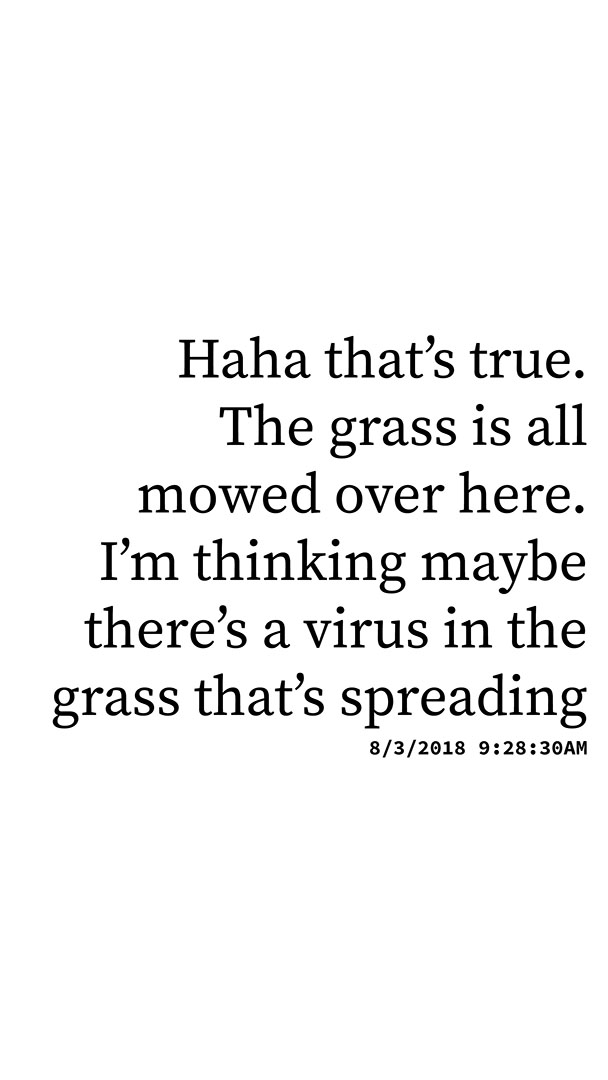 Haha that’s true.
The grass is all
mowed over here.
I’m thinking maybe
there’s a virus in the
grass that’s spreading
8/3/2018 9:28:30AM